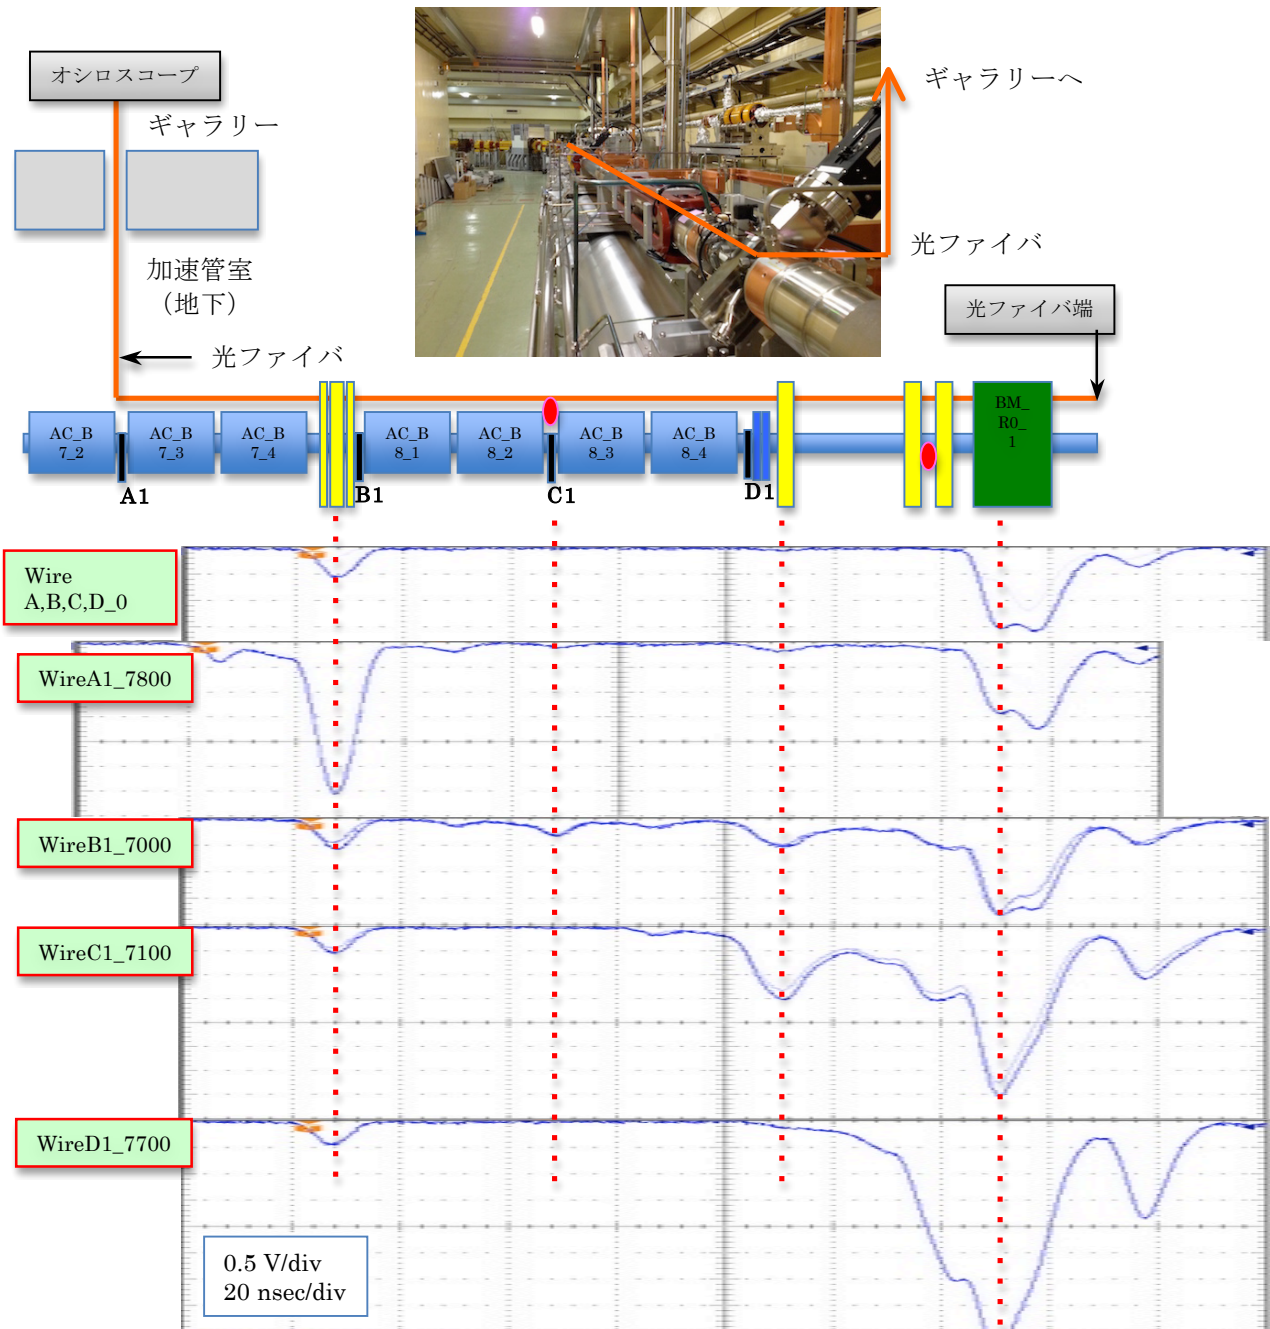 オシロスコープ
ギャラリー
ギャラリーへ
光ファイバ
加速管室
（地下）
光ファイバ端
光ファイバ
AC_B
7_2
AC_B
7_3
AC_B
7_4
AC_B
8_1
AC_B
8_2
AC_B
8_3
AC_B
8_4
BM_
R0_
1
A1
B1
C1
D1
Wire
A,B,C,D_0
WireA1_7800
WireB1_7000
WireC1_7100
WireD1_7700
0.5 V/div
20 nsec/div